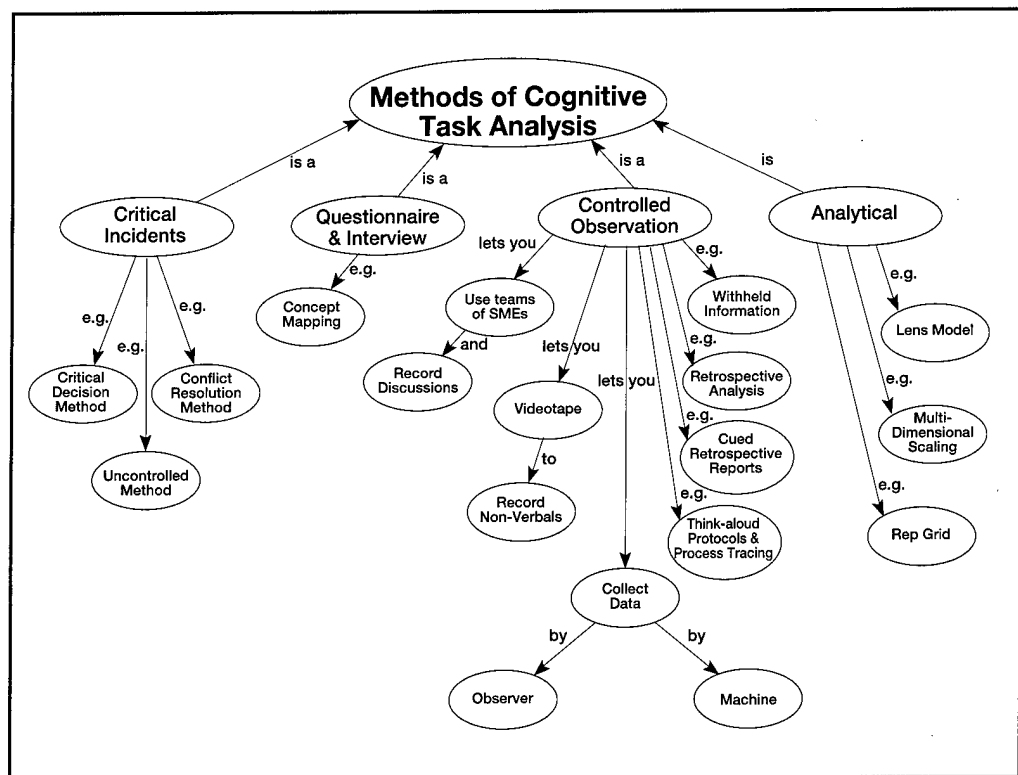 Methods of Cognitive
Task Analysis
is a
is a
is a
is
Critical
Incidents
Questionnaire
& Interview
Controlled
Observation
Analytical
e.g.
e.g.
e.g.
e.g.
lets you
lets you
lets you
e.g.
e.g.
e.g.
e.g.
e.g.
e.g.
e.g.
Concept
Mapping
Use teams
of SMEs
Withheld
Information
Lens Model
and
Critical
Decision
Method
Conflict
Resolution
Method
Record
Discussions
Retrospective
Analysis
Videotape
Multi-
Dimensional
Scaling
Uncontrolled
Method
to
Cued
Retrospective
Reports
Record
Non-Verbals
Think-aloud
Protocols &
Process Tracing
Rep Grid
Collect
Data
by
by
Observer
Machine